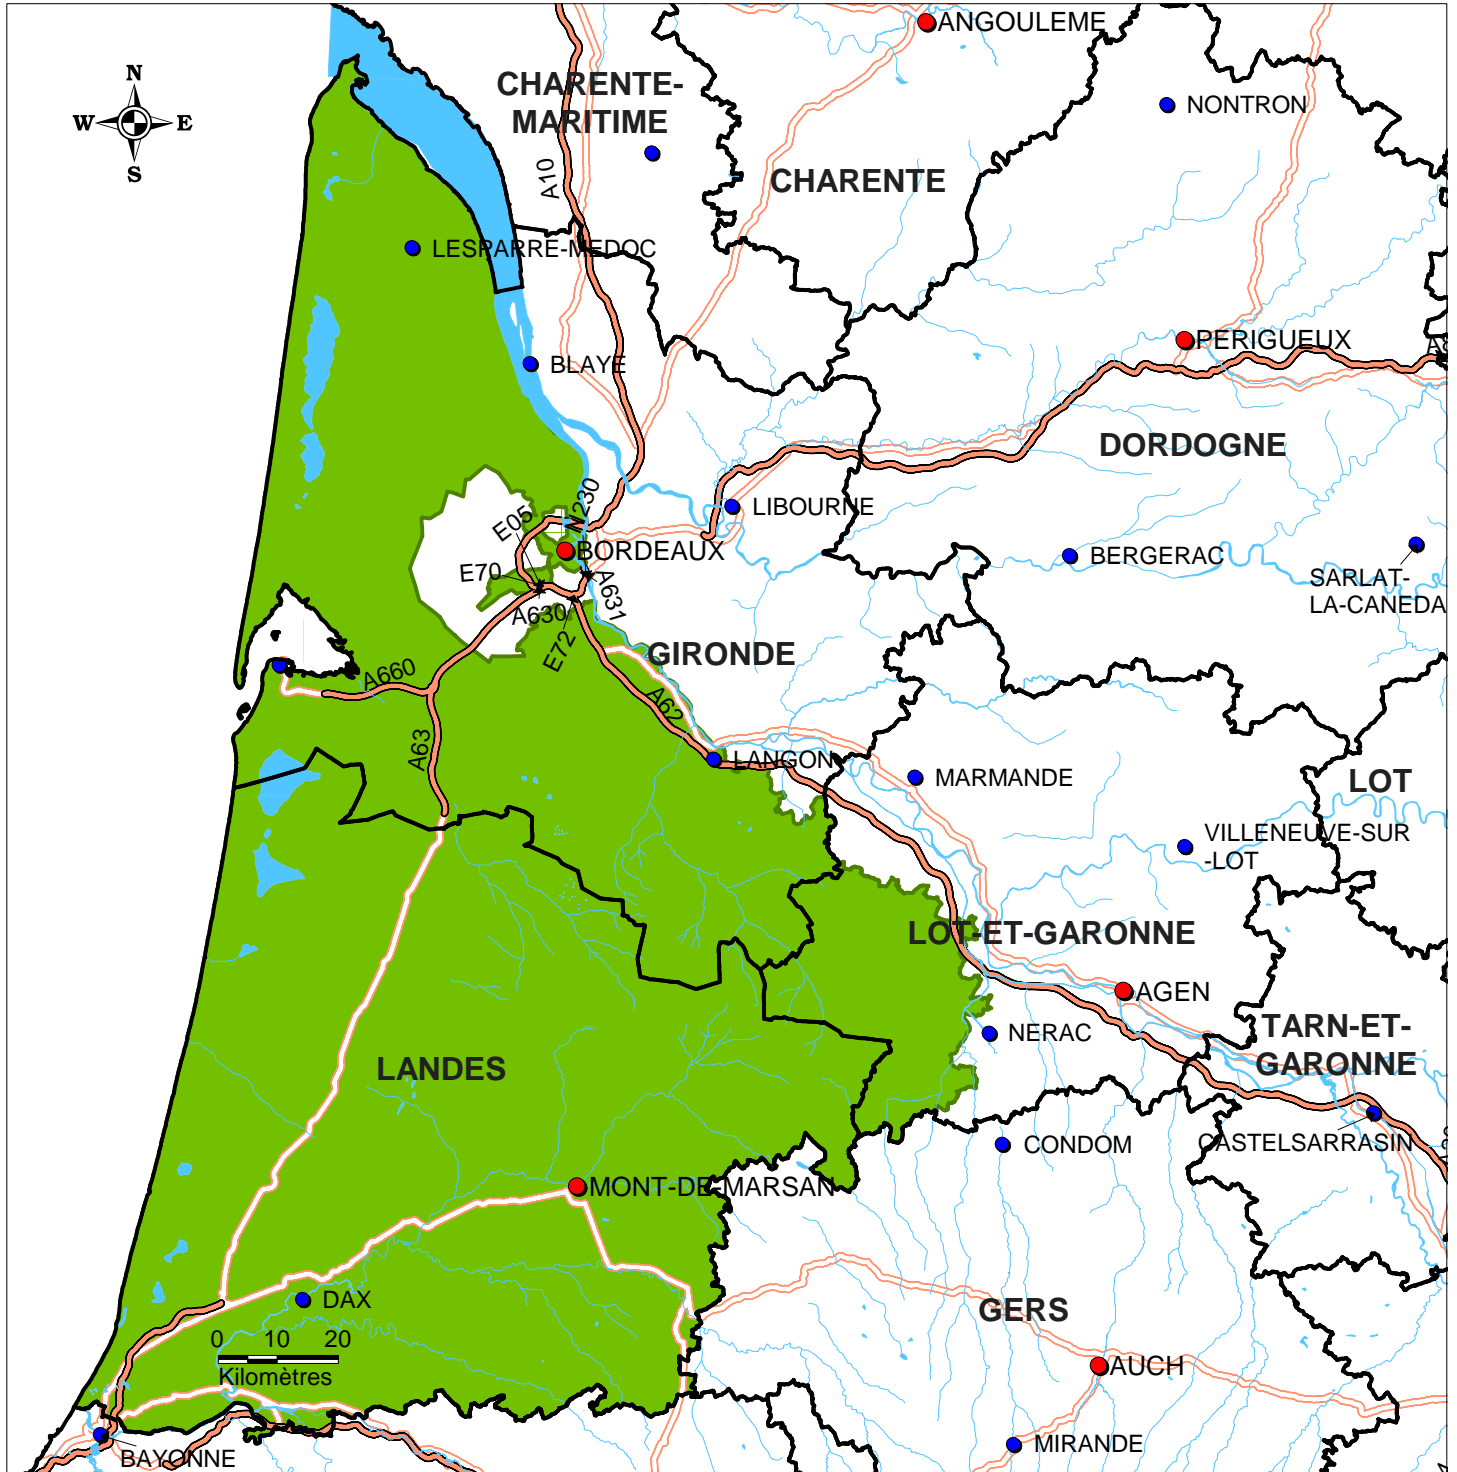 ANGOULEME
N
W E
S
CHARENTE-
MARITIME
NONTRON
A10
CHARENTE
LESPARRE-MEDOC
PERIGUEUX
BLAYE
DORDOGNE
LIBOURNE
N230
E05
BORDEAUX
BERGERAC
E70
SARLAT-
LA-CANEDA
A630
A631
E72
GIRONDE
A660
A62
A63
LANGON
MARMANDE
LOT
VILLENEUVE-SUR
-LOT
LOT-ET-GARONNE
AGEN
NERAC
TARN-ET-
GARONNE
LANDES
CASTELSARRASIN
CONDOM
MONT-DE-MARSAN
DAX
GERS
0 10 20
Kilomètres
AUCH
BAYONNE
MIRANDE